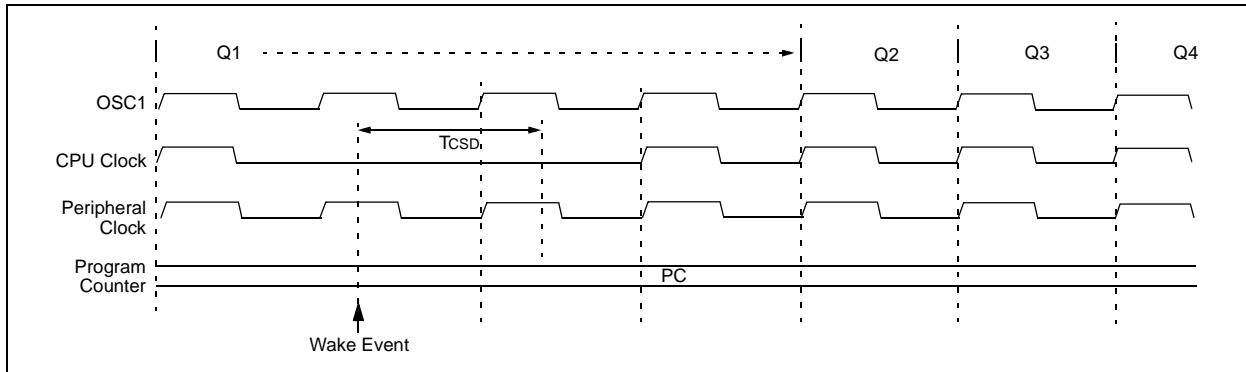 Q1
Q2
Q3
Q4
OSC1
TCSD
CPU Clock
Peripheral
Clock
Program
Counter
PC
Wake Event